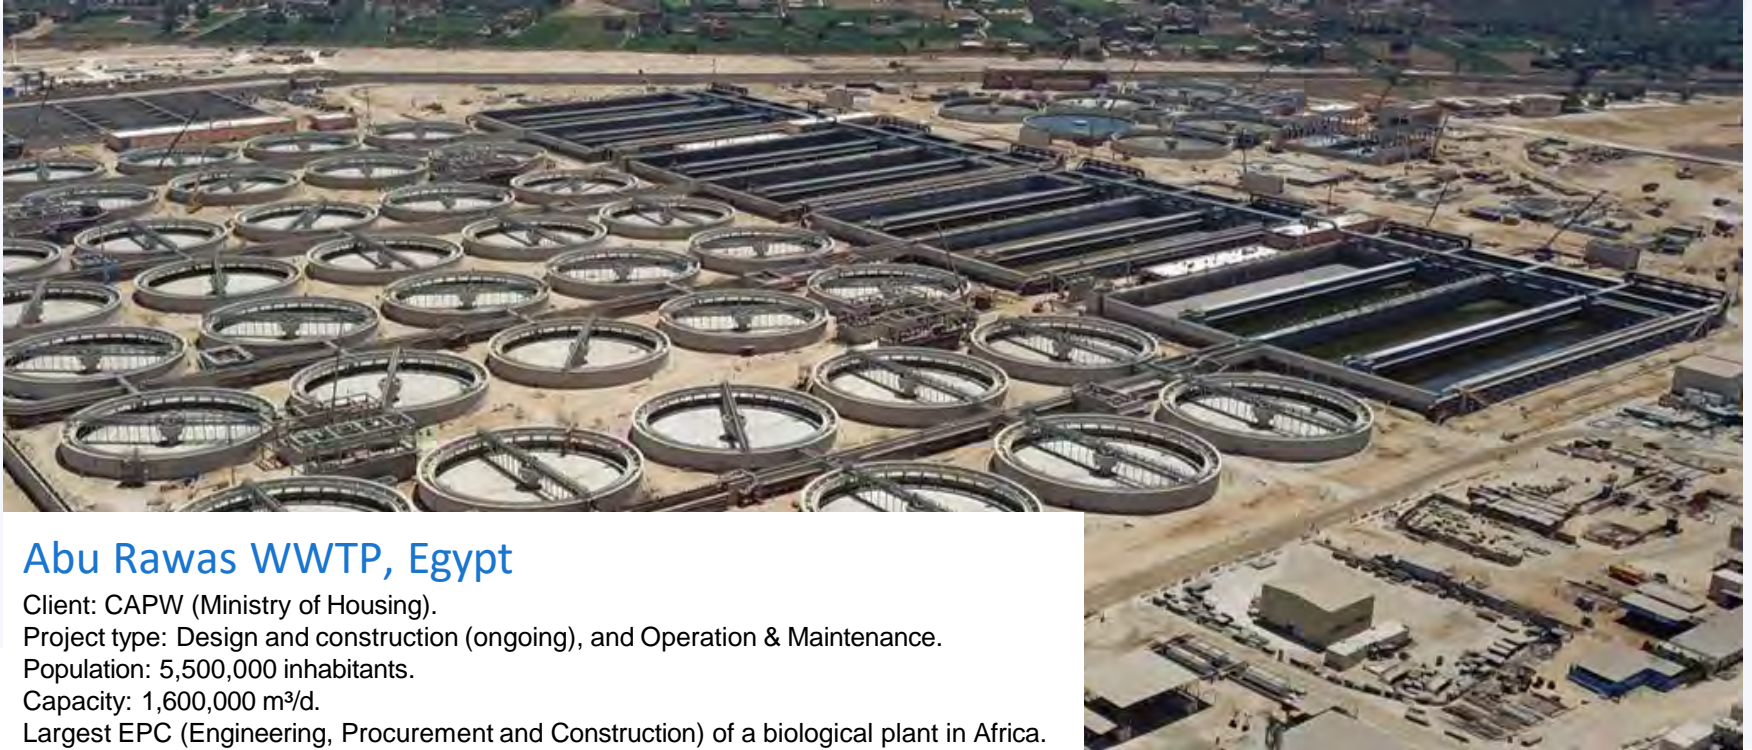 Abu Rawas WWTP, Egypt
Client: CAPW (Ministry of Housing).
Project type: Design and construction (ongoing), and Operation & Maintenance.
Population: 5,500,000 inhabitants.
Capacity: 1,600,000 m³/d.
Largest EPC (Engineering, Procurement and Construction) of a biological plant in Africa.